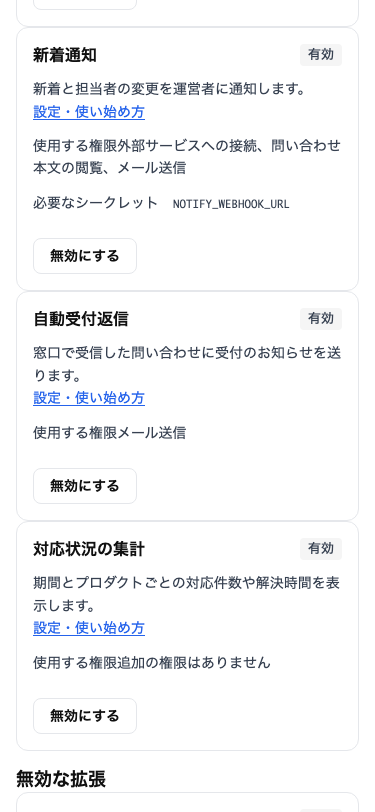 新着通知
有効
新着と担当者の変更を運営者に通知します。
設定・使い始め方
使用する権限外部サービスへの接続、問い合わせ
本文の閲覧、メール送信
必要なシークレット NOTIFY_WEBHOOK_URL
無効にする
自動受付返信
有効
窓口で受信した問い合わせに受付のお知らせを送
ります。
設定・使い始め方
使用する権限メール送信
無効にする
対応状況の集計
有効
期間とプロダクトごとの対応件数や解決時間を表
示します。
設定・使い始め方
使用する権限追加の権限はありません
無効にする
無効な拡張